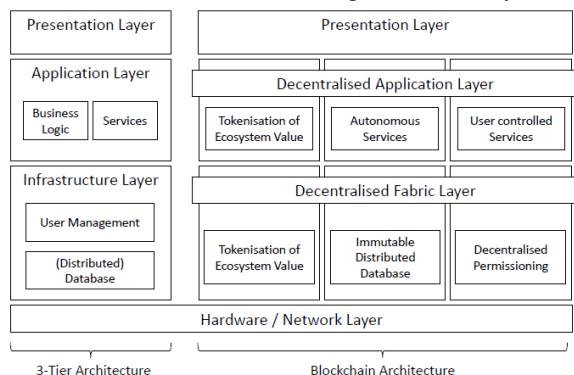 Presentation Layer
Presentation Layer
Application Layer
Business
Logic
Services
Decentralised Application Layer
Tokenisation of
Ecosystem Value
Autonomous
Services
User controlled
Services
Infrastructure Layer
User Management
(Distributed)
Database
Decentralised Fabric Layer
Tokenisation of
Ecosystem Value
Immutable
Distributed
Database
Decentralised
Permissioning
Hardware / Network Layer
3-Tier Architecture
Blockchain Architecture